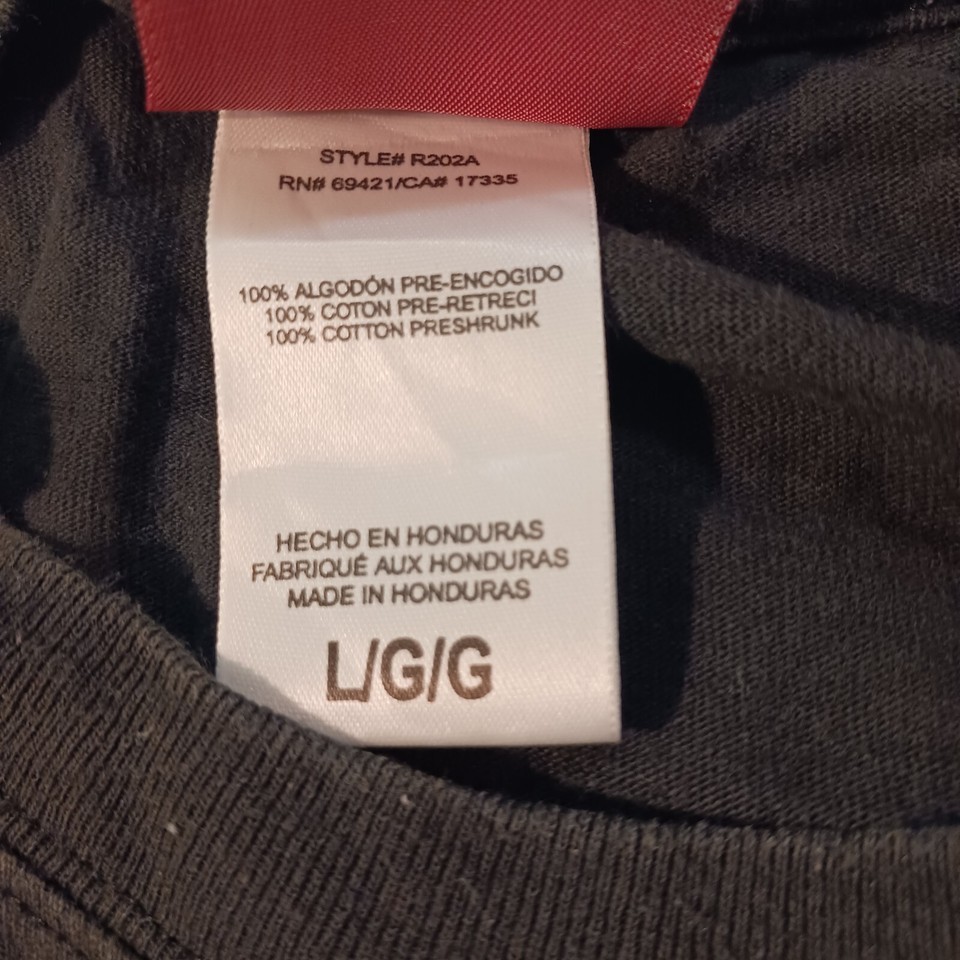 STYLE# R202A
RN# 69421/CA# 17335
100% ALGODÓN PRE-ENCOGIDO
100% COTON PRE-RETRECI
100% COTTON PRESHRUNK
HECHO EN HONDURAS
FABRIQUÉ AUX HONDURAS
MADE IN HONDURAS
L/G/G